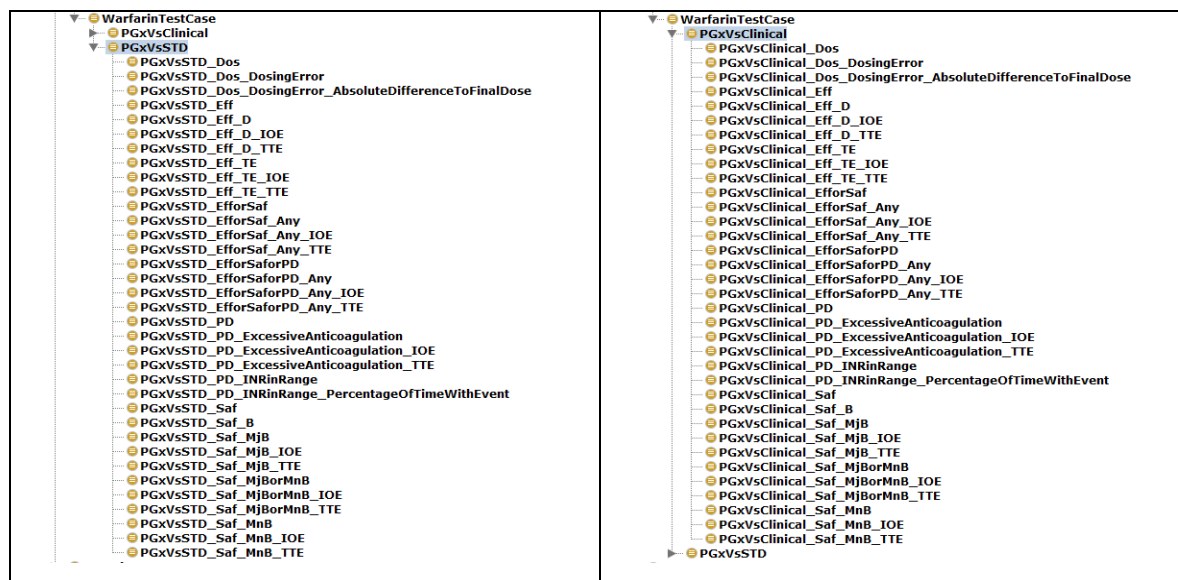 WarfarinTestCase
PGxVsClinical
PGxVsSTD
PGxVsSTD_Dos
PGxVsSTD_Dos_DosingError
PGxVsSTD_Dos_DosingError_AbsoluteDifferenceToFinalDose
PGxVsSTD_Eff
PGxVsSTD_Eff_D
PGxVsSTD_Eff_D_IOE
PGxVsSTD_Eff_D_TTE
PGxVsSTD_Eff_TE
PGxVsSTD_Eff_TE_IOE
PGxVsSTD_Eff_TE_TTE
PGxVsSTD_EfforSaf
PGxVsSTD_EfforSaf_Any
PGxVsSTD_EfforSaf_Any_IOE
PGxVsSTD_EfforSaf_Any_TTE
PGxVsSTD_EfforSaforPD
PGxVsSTD_EfforSaforPD_Any
PGxVsSTD_EfforSaforPD_Any_IOE
PGxVsSTD_EfforSaforPD_Any_TTE
PGxVsSTD_PD
PGxVsSTD_PD_ExcessiveAnticoagulation
PGxVsSTD_PD_ExcessiveAnticoagulation_IOE
PGxVsSTD_PD_ExcessiveAnticoagulation_TTE
PGxVsSTD_PD_INRinRange
PGxVsSTD_PD_INRinRange_PercentageOfTimeWithEvent
PGxVsSTD_Saf
PGxVsSTD_Saf_B
PGxVsSTD_Saf_MjB
PGxVsSTD_Saf_MjB_IOE
PGxVsSTD_Saf_MjB_TTE
PGxVsSTD_Saf_MjBorMnB
PGxVsSTD_Saf_MjBorMnB_IOE
PGxVsSTD_Saf_MjBorMnB_TTE
PGxVsSTD_Saf_MnB
PGxVsSTD_Saf_MnB_IOE
PGxVsSTD_Saf_MnB_TTE
WarfarinTestCase
PGxVsClinical
PGxVsClinical_Dos
PGxVsClinical_Dos_DosingError
PGxVsClinical_Dos_DosingError_AbsoluteDifferenceToFinalDose
PGxVsClinical_Eff
PGxVsClinical_Eff_D
PGxVsClinical_Eff_D_IOE
PGxVsClinical_Eff_D_TTE
PGxVsClinical_Eff_TE
PGxVsClinical_Eff_TE_IOE
PGxVsClinical_Eff_TE_TTE
PGxVsClinical_EfforSaf
PGxVsClinical_EfforSaf_Any
PGxVsClinical_EfforSaf_Any_IOE
PGxVsClinical_EfforSaf_Any_TTE
PGxVsClinical_EfforSaforPD
PGxVsClinical_EfforSaforPD_Any
PGxVsClinical_EfforSaforPD_Any_IOE
PGxVsClinical_EfforSaforPD_Any_TTE
PGxVsClinical_PD
PGxVsClinical_PD_ExcessiveAnticoagulation
PGxVsClinical_PD_ExcessiveAnticoagulation_IOE
PGxVsClinical_PD_ExcessiveAnticoagulation_TTE
PGxVsClinical_PD_INRinRange
PGxVsClinical_PD_INRinRange_PercentageOfTimeWithEvent
PGxVsClinical_Saf
PGxVsClinical_Saf_B
PGxVsClinical_Saf_MjB
PGxVsClinical_Saf_MjB_IOE
PGxVsClinical_Saf_MjB_TTE
PGxVsClinical_Saf_MjBorMnB
PGxVsClinical_Saf_MjBorMnB_IOE
PGxVsClinical_Saf_MjBorMnB_TTE
PGxVsClinical_Saf_MnB
PGxVsClinical_Saf_MnB_IOE
PGxVsClinical_Saf_MnB_TTE
PGxVsSTD